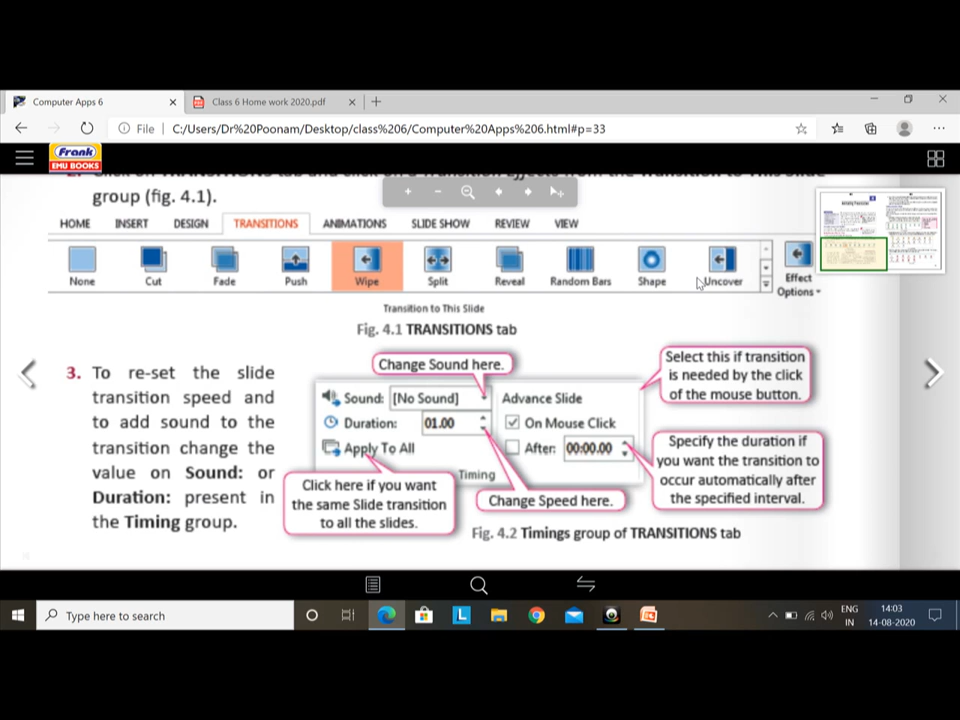 Computer Apps 6
Class 6 Home work 2020.pdf
File
C:/Users/Dr%20Poonam/Desktop/class%206/Computer%20Apps%206.html#p=33
Frank
EMU BOOKS
group (fig. 4.1).
HOME INSERT DESIGN TRANSITIONS ANIMATIONS SLIDE SHOW REVIEW VIEW
None Cut Fade Push Wipe Split Reveal Random Bars Shape Uncover
Effect
Options
Transition to This Slide
Fig. 4.1 TRANSITIONS tab
3. To re-set the slide
transition speed and
to add sound to the
transition change the
value on Sound: or
Duration: present in
the Timing group.
Change Sound here.
Sound: [No Sound]
Duration: 01.00
Apply To All
Advance Slide
On Mouse Click
After: 00:00.00
Timing
Select this if transition
is needed by the click
of the mouse button.
Specify the duration if
you want the transition to
occur automatically after
the specified interval.
Click here if you want
the same Slide transition
to all the slides.
Change Speed here.
Fig. 4.2 Timings group of TRANSITIONS tab
Type here to search
ENG
IN
14:03
14-08-2020